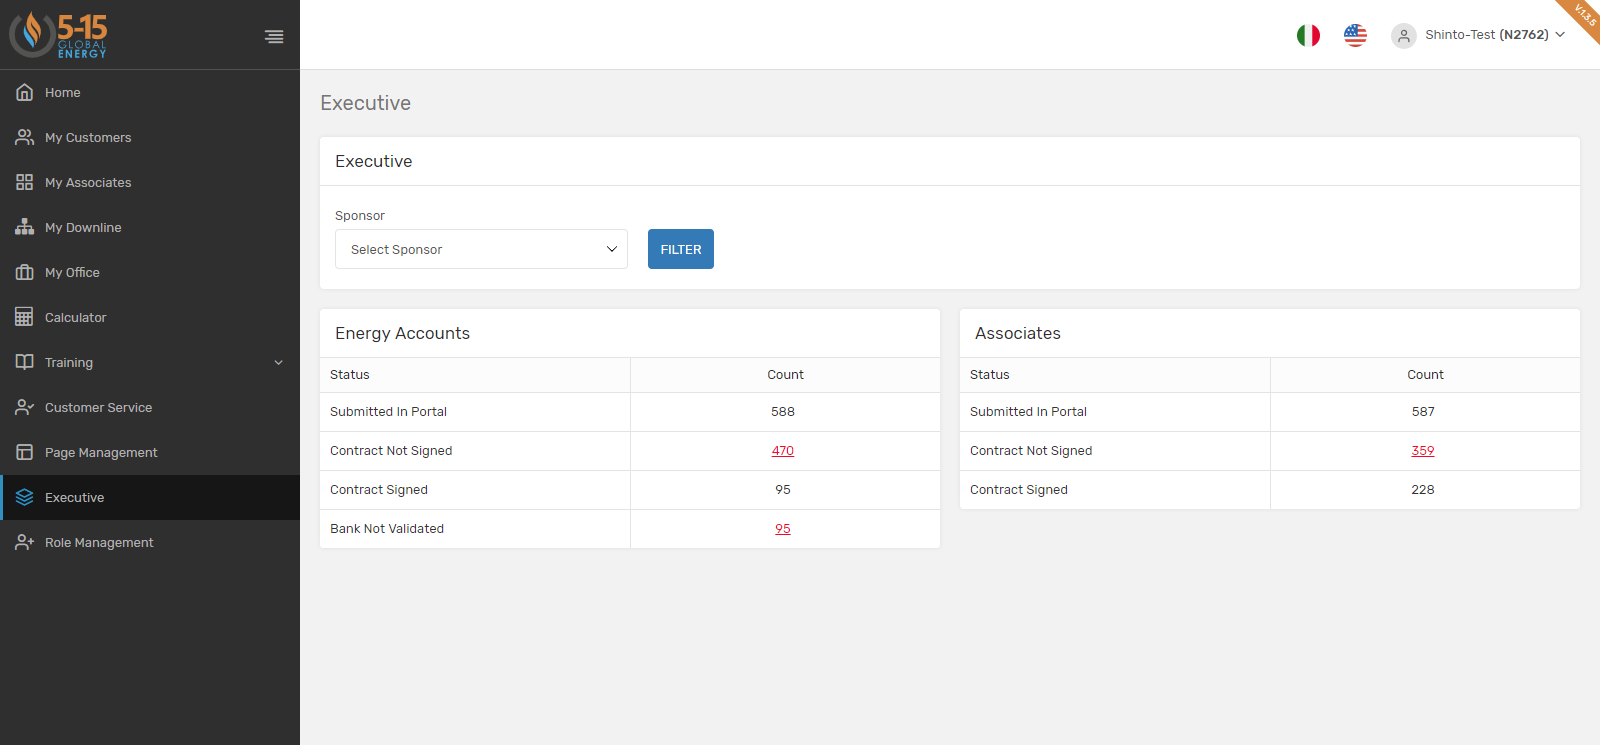 5-15
GLOBAL
ENERGY
Home
My Customers
My Associates
My Downline
My Office
Calculator
Training
Customer Service
Page Management
Executive
Role Management
Shinto-Test (N2762)
V.1.3.5
Executive
Executive
Sponsor
Select Sponsor
FILTER
Energy Accounts
Status Count
Submitted In Portal 588
Contract Not Signed 470
Contract Signed 95
Bank Not Validated 95
Associates
Status Count
Submitted In Portal 587
Contract Not Signed 359
Contract Signed 228